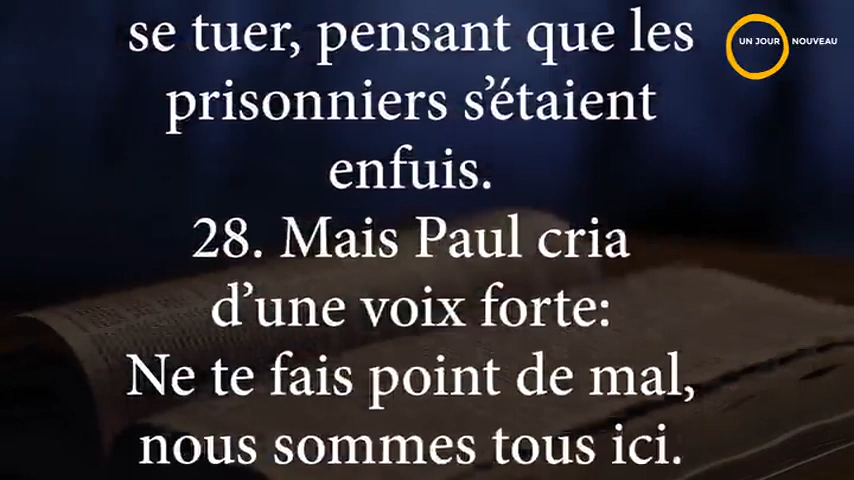 se tuer, pensant que les
UN JOUR NOUVEAU
prisonniers s'étaient
enfuis.
28. Mais Paul cria
d'une voix forte:
Ne te fais point de mal,
nous sommes tous ici.